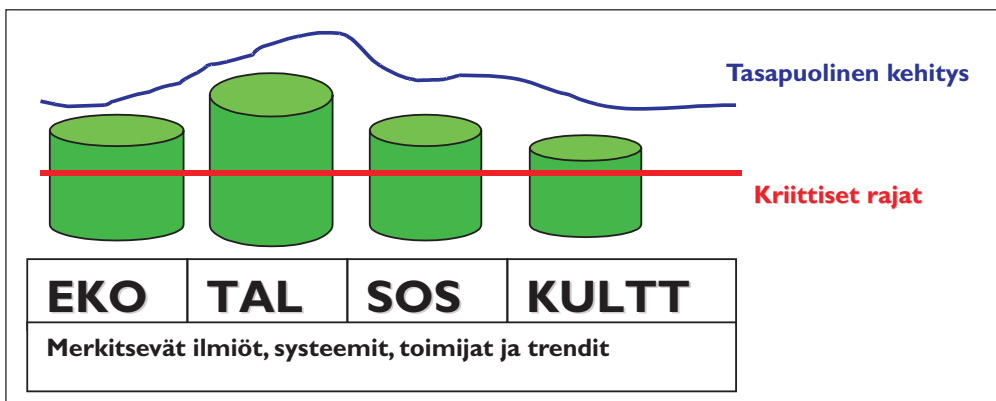 Tasapuolinen kehitys
Kriittiset rajat
EKO TAL SOS KULTT
Merkitsevät ilmiöt, systeemit, toimijat ja trendit